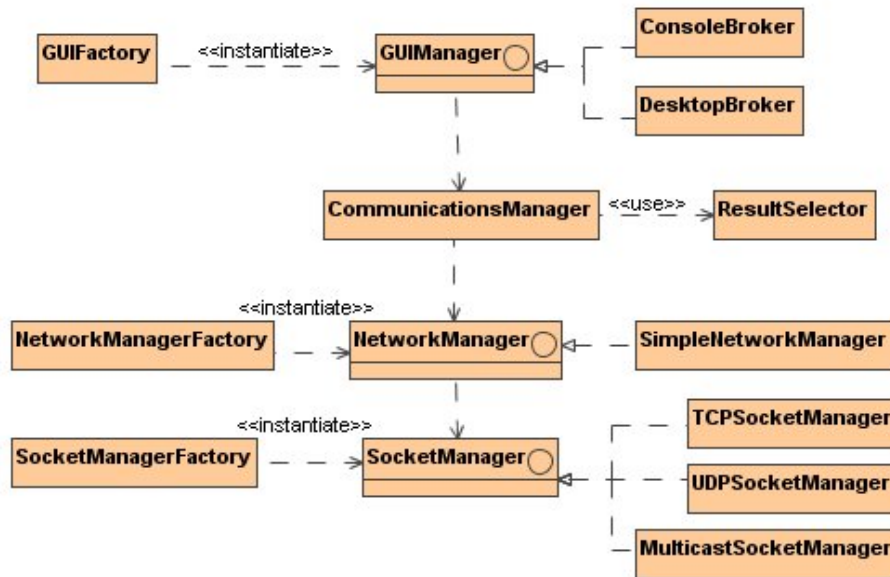 ConsoleBroker
GUIFactory
<<instantiate>>
GUIManager
DesktopBroker
CommunicationsManager
<<use>>
ResultSelector
<<instantiate>>
NetworkManagerFactory
NetworkManager
SimpleNetworkManager
<<instantiate>>
TCPSocketManager
SocketManagerFactory
SocketManager
UDPSocketManager
MulticastSocketManager